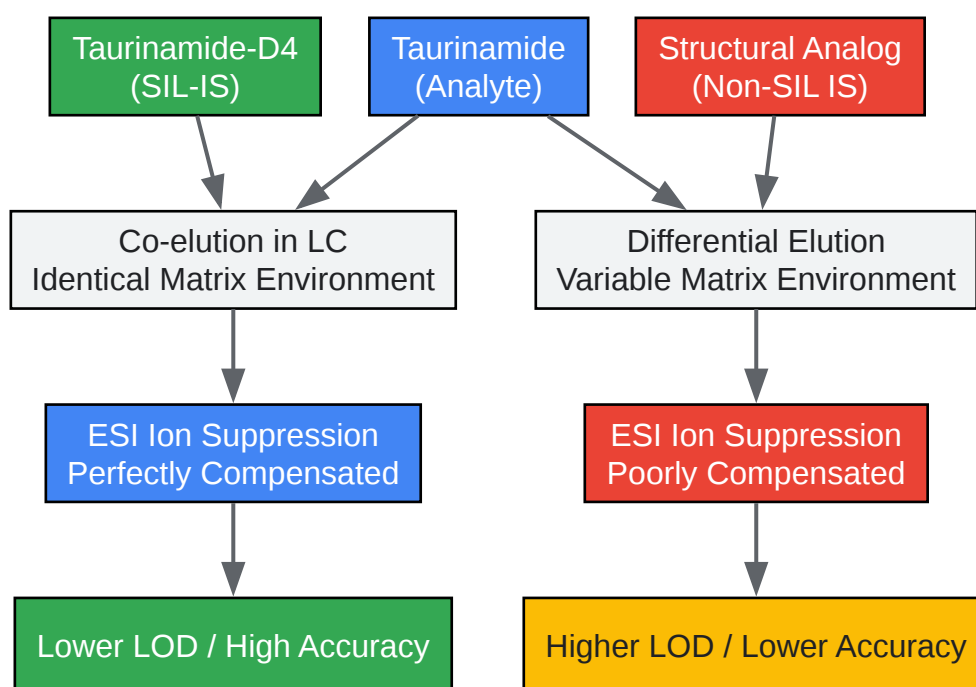 Taurinamide-D4
(SIL-IS)
Taurinamide
(Analyte)
Structural Analog
(Non-SIL IS)
Co-elution in LC
Identical Matrix Environment
Differential Elution
Variable Matrix Environment
ESI Ion Suppression
Perfectly Compensated
ESI Ion Suppression
Poorly Compensated
Lower LOD / High Accuracy
Higher LOD / Lower Accuracy